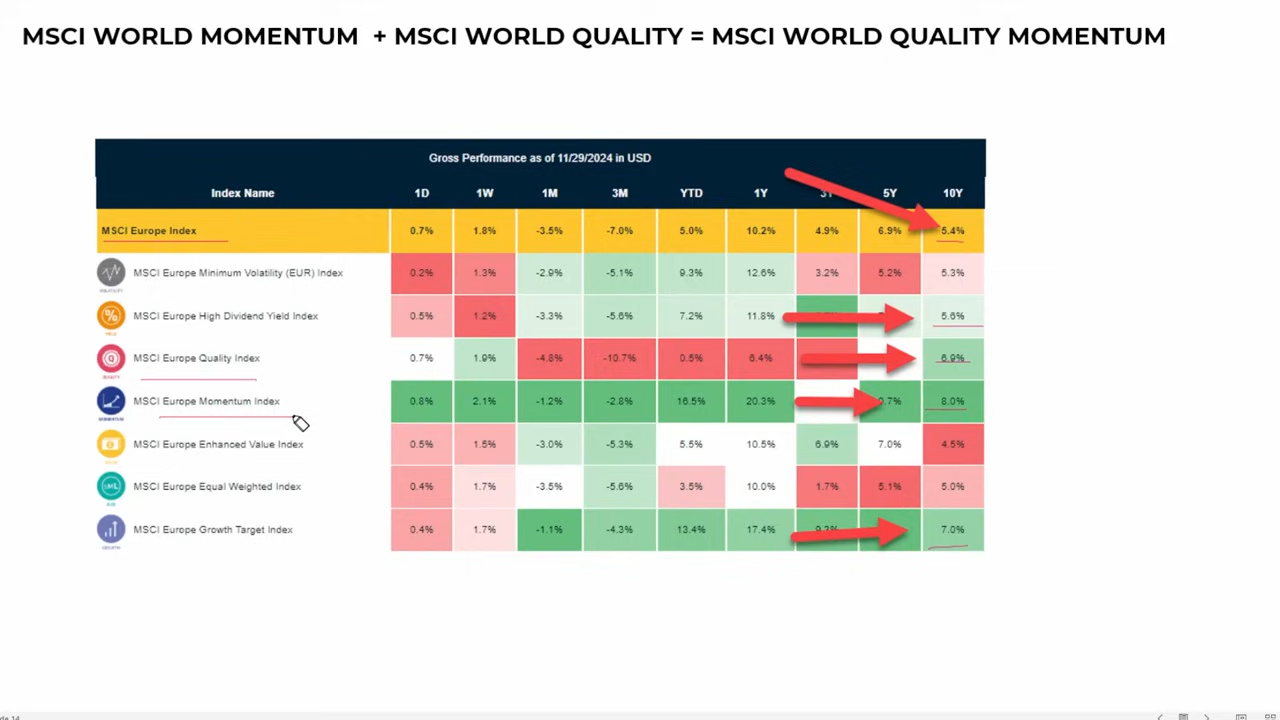 MSCI WORLD MOMENTUM + MSCI WORLD QUALITY = MSCI WORLD QUALITY MOMENTUM
Gross Performance as of 11/29/2024 in USD
Index Name 1D 1W 1M 3M YTD 1Y 5Y 10Y
MSCI Europe Index 0.7% 1.8% -3.5% -7.0% 5.0% 10.2% 4.9% 6.9% 5.4%
MSCI Europe Minimum Volatility (EUR) Index 0.2% 1.3% -2.9% -5.1% 9.3% 12.6% 3.2% 5.2% 5.3%
MSCI Europe High Dividend Yield Index 0.5% 1.2% -3.3% -5.6% 7.2% 11.8% 5.6%
MSCI Europe Quality Index 0.7% 1.9% -4.8% -10.7% 0.5% 6.4% 6.9%
MSCI Europe Momentum Index 0.8% 2.1% -1.2% -2.8% 16.5% 20.3% 8.0%
MSCI Europe Enhanced Value Index 0.5% 1.5% -3.0% -5.3% 5.5% 10.5% 6.9% 7.0% 4.5%
MSCI Europe Equal Weighted Index 0.4% 1.7% -3.5% -5.6% 3.5% 10.0% 1.7% 5.1% 5.0%
MSCI Europe Growth Target Index 0.4% 1.7% -1.1% -4.3% 13.4% 17.4% 7.0%